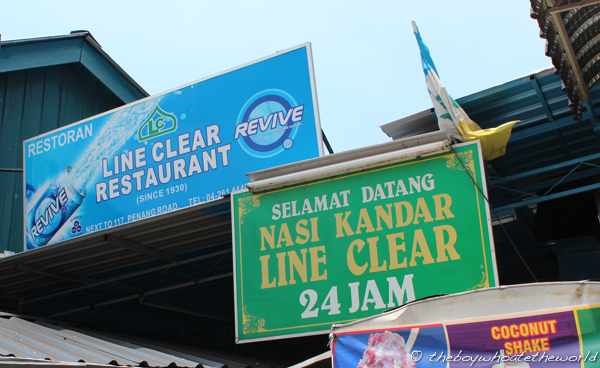 RESTORAN
LC
LINE CLEAR
RESTAURANT
(SINCE 1930)
NEXT TO 117, PENANG ROAD.
REVIVE
REVIVE
SELAMAT DATANG
NASI KANDAR
LINE CLEAR
24 JAM
COCONUT
SHAKE
© theboywhoatetheworld